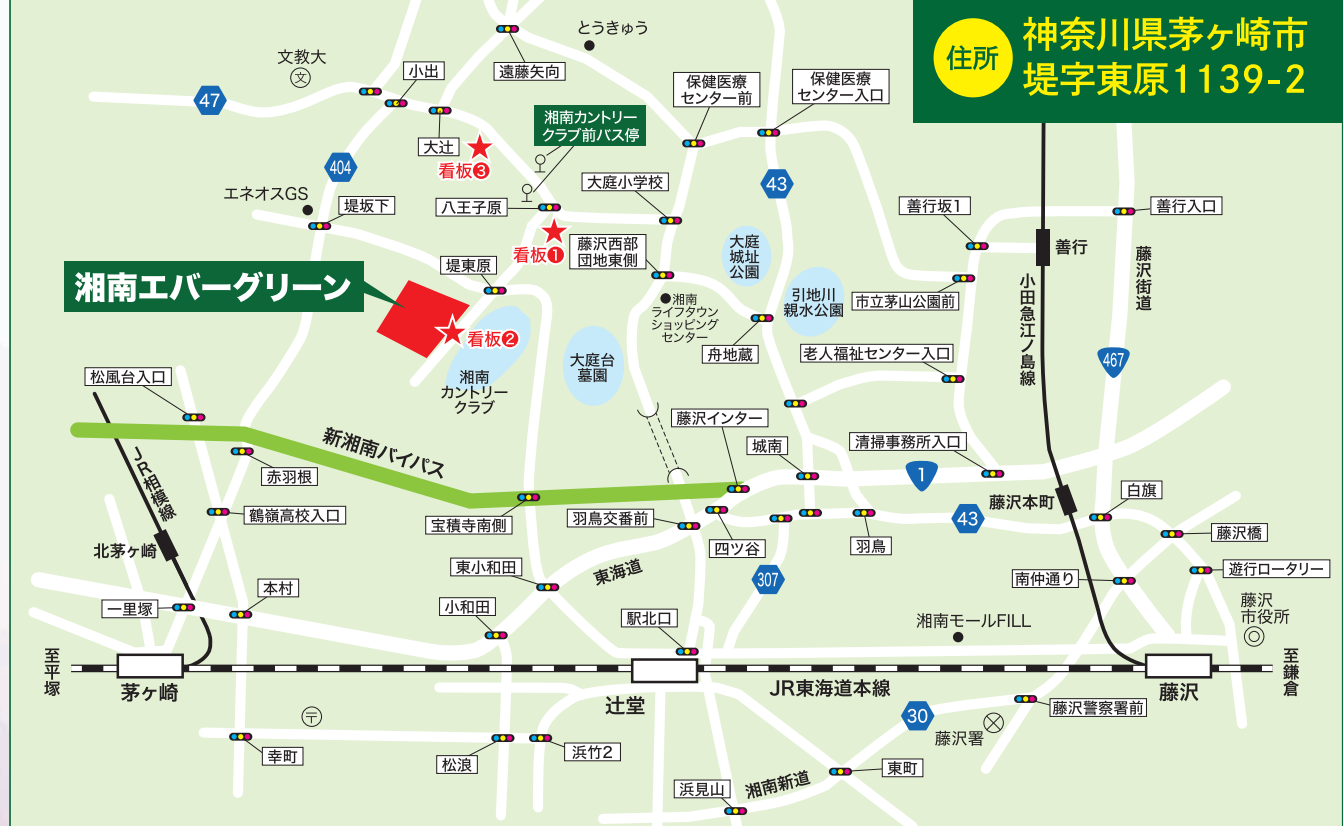 住所
神奈川県茅ヶ崎市
堤字東原1139-2
とうきゅう
文教大
文
小出
遠藤矢向
保健医療
センター前
保健医療
センター入口
47
湘南カントリー
クラブ前バス停
大辻
看板❸
404
43
エネオスGS
堤坂下
大庭小学校
八王子原
善行坂1
善行入口
看板❶
藤沢西部
団地東側
大庭
城址
公園
善行
藤沢街道
堤東原
湘南エバーグリーン
湘南
ライフタウン
ショッピング
センター
引地川
親水公園
市立茅山公園前
小田急江ノ島線
看板❷
舟地蔵
老人福祉センター入口
467
大庭台
墓園
湘南
カントリー
クラブ
松風台入口
藤沢インター
新湘南バイパス
城南
清掃事務所入口
JR相模線
赤羽根
1
藤沢本町
白旗
鶴嶺高校入口
宝積寺南側
羽鳥交番前
43
四ツ谷
羽鳥
藤沢橋
北茅ヶ崎
東小和田
東海道
307
南仲通り
遊行ロータリー
一里塚
本村
小和田
駅北口
湘南モールFILL
藤沢
市役所
至平塚
茅ヶ崎
辻堂
JR東海道本線
藤沢
至鎌倉
〒
30
藤沢警察署前
藤沢署
幸町
松浪
浜竹2
東町
浜見山
湘南新道